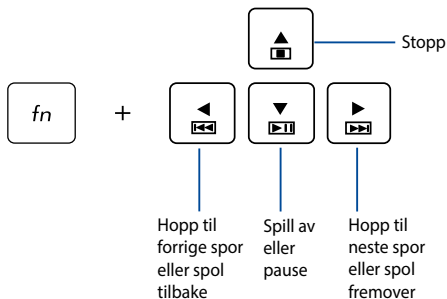 Stopp
fn
+
Hopp til
forrige spor
eller spol
tilbake
Spill av
eller
pause
Hopp til
neste spor
eller spol
fremover